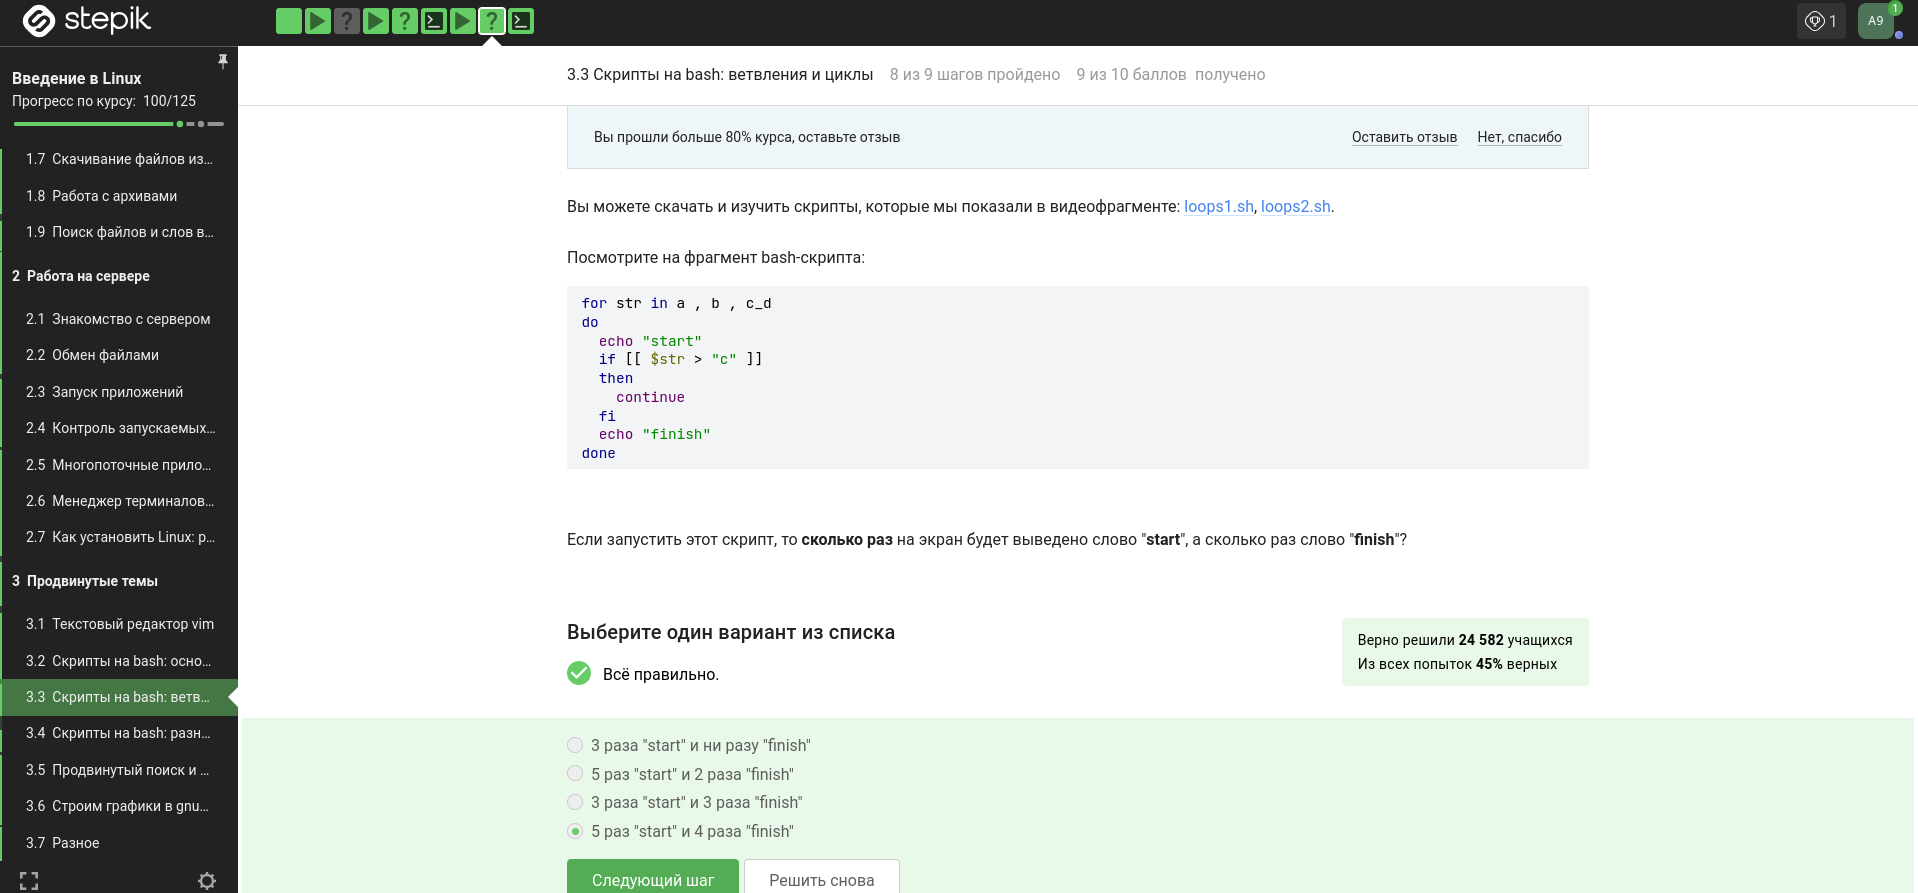 stepik
1
A9
1
Введение в Linux
Прогресс по курсу: 100/125
1.7 Скачивание файлов из...
1.8 Работа с архивами
1.9 Поиск файлов и слов в...
2 Работа на сервере
2.1 Знакомство с сервером
2.2 Обмен файлами
2.3 Запуск приложений
2.4 Контроль запускаемых...
2.5 Многопоточные прило...
2.6 Менеджер терминалов...
2.7 Как установить Linux: р...
3 Продвинутые темы
3.1 Текстовый редактор vim
3.2 Скрипты на bash: осно...
3.3 Скрипты на bash: ветв...
3.4 Скрипты на bash: разн...
3.5 Продвинутый поиск и ...
3.6 Строим графики в gnu...
3.7 Разное
3.3 Скрипты на bash: ветвления и циклы 8 из 9 шагов пройдено 9 из 10 баллов получено
Вы прошли больше 80% курса, оставьте отзыв Оставить отзыв Нет, спасибо
Вы можете скачать и изучить скрипты, которые мы показали в видеофрагменте: loops1.sh, loops2.sh.
Посмотрите на фрагмент bash-скрипта:
for str in a , b , c_d
do
  echo "start"
  if [[ $str > "c" ]]
  then
    continue
  fi
  echo "finish"
done
Если запустить этот скрипт, то сколько раз на экран будет выведено слово "start", а сколько раз слово "finish"?
Выберите один вариант из списка
Верно решили 24 582 учащихся
Из всех попыток 45% верных
Всё правильно.
3 раза "start" и ни разу "finish"
5 раз "start" и 2 раза "finish"
3 раза "start" и 3 раза "finish"
5 раз "start" и 4 раза "finish"
Следующий шаг Решить снова